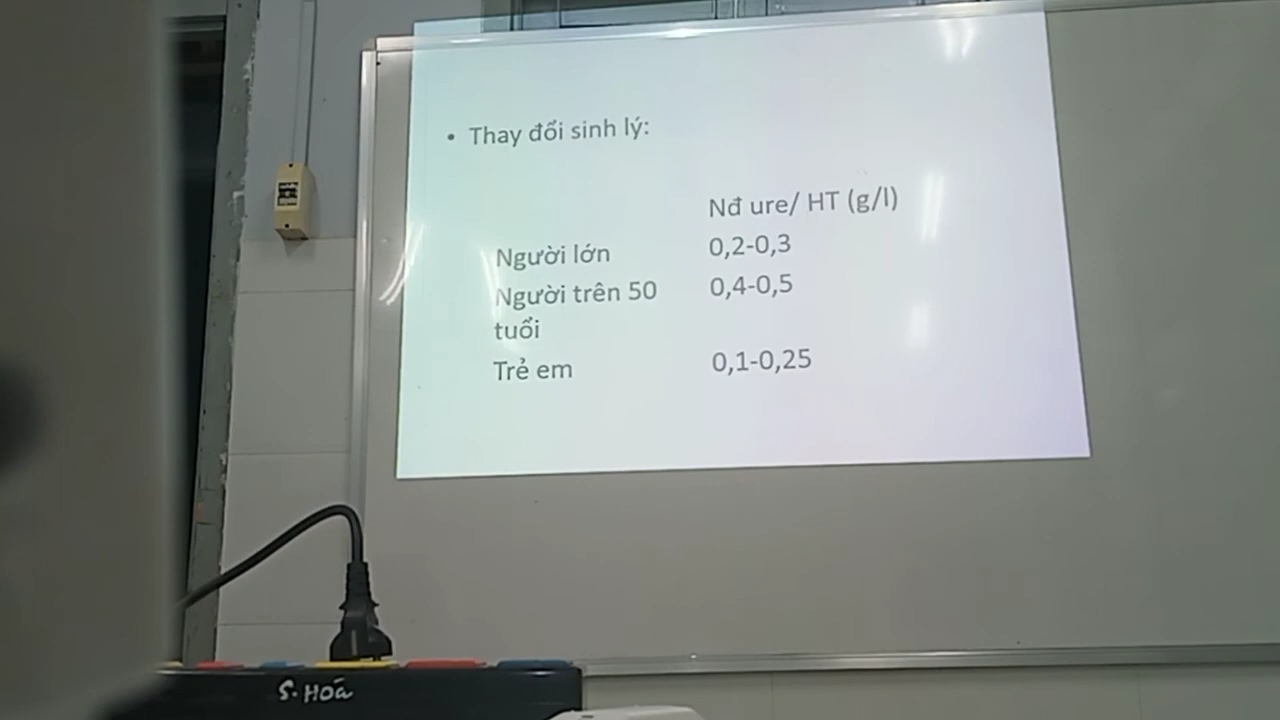 • Thay đổi sinh lý:
Nđ ure/ HT (g/l)
Người lớn 0,2-0,3
Người trên 50 0,4-0,5
tuổi
Trẻ em 0,1-0,25
S. Hoá